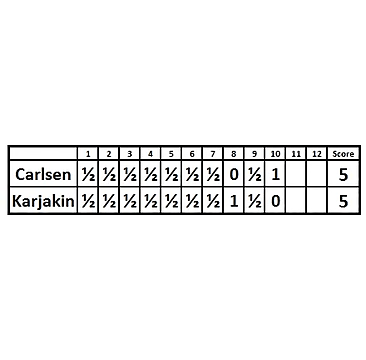 1 2 3 4 5 6 7 8 9 10 11 12 Score
Carlsen ½ ½ ½ ½ ½ ½ ½ 0 ½ 1 5
Karjakin ½ ½ ½ ½ ½ ½ ½ 1 ½ 0 5